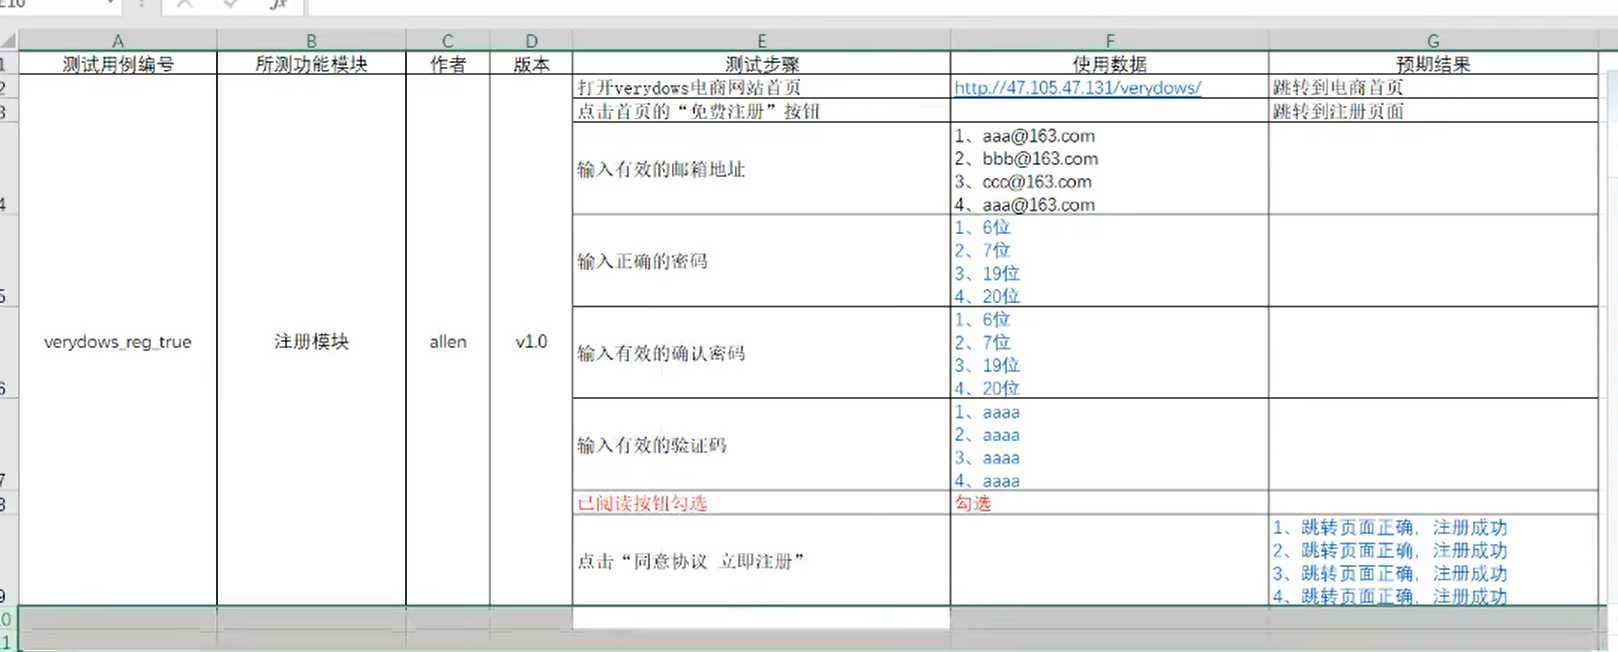 E10
fx
A B C D E F G
1 测试用例编号 所测功能模块 作者 版本 测试步骤 使用数据 预期结果
2 打开verydows电商网站首页 http://47.105.47.131/verydows/ 跳转到电商首页
3 点击首页的“免费注册”按钮 跳转到注册页面
1、aaa@163.com
输入有效的邮箱地址
2、bbb@163.com
3、ccc@163.com
4 4、aaa@163.com
1、6位
输入正确的密码
2、7位
3、19位
5 4、20位
verydows_reg_true 注册模块 allen v1.0
1、6位
输入有效的确认密码
2、7位
3、19位
6 4、20位
1、aaaa
输入有效的验证码
2、aaaa
3、aaaa
7 4、aaaa
8 已阅读按钮勾选 勾选
点击“同意协议 立即注册”
1、跳转页面正确，注册成功
2、跳转页面正确，注册成功
3、跳转页面正确，注册成功
9 4、跳转页面正确，注册成功
10
11